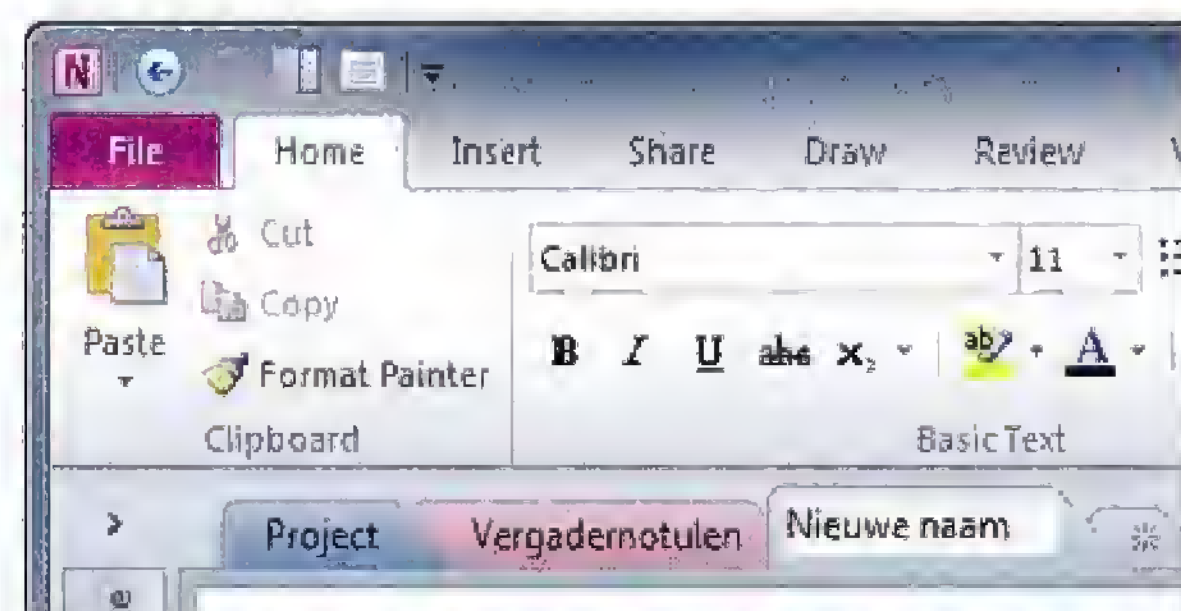 File Home Insert Share Draw Review
Cut
Calibri 11
Copy
Paste
B I U abc x₂ ab A
Format Painter
Clipboard Basic Text
Project Vergadernotulen Nieuwe naam